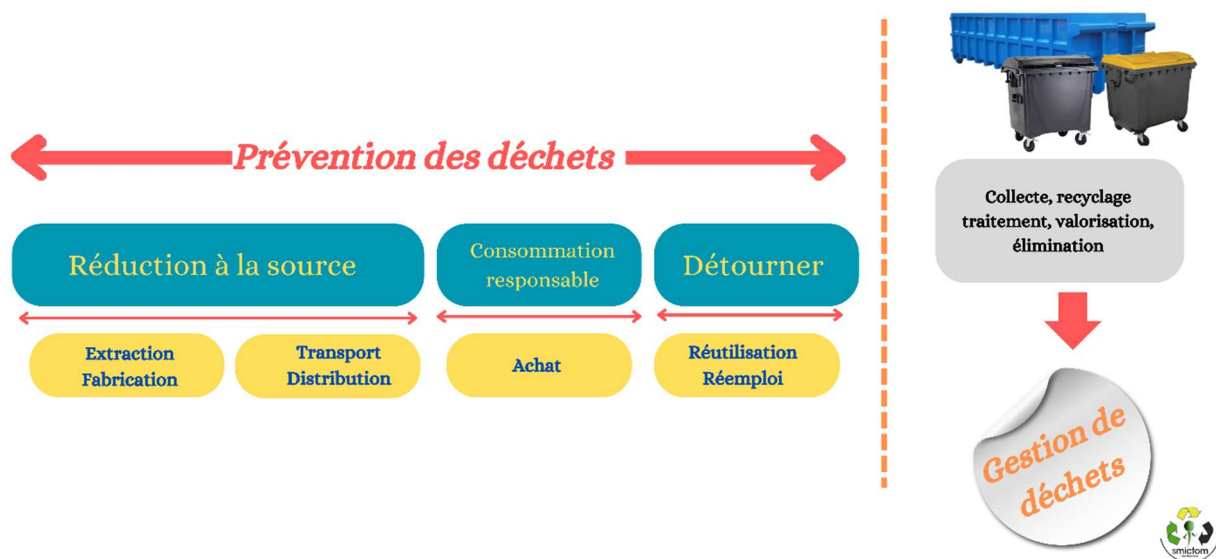 Prévention des déchets
Réduction à la source
Consommation
responsable
Détourner
Extraction
Fabrication
Transport
Distribution
Achat
Réutilisation
Réemploi
Collecte, recyclage
traitement, valorisation,
élimination
Gestion de
déchets
smictom